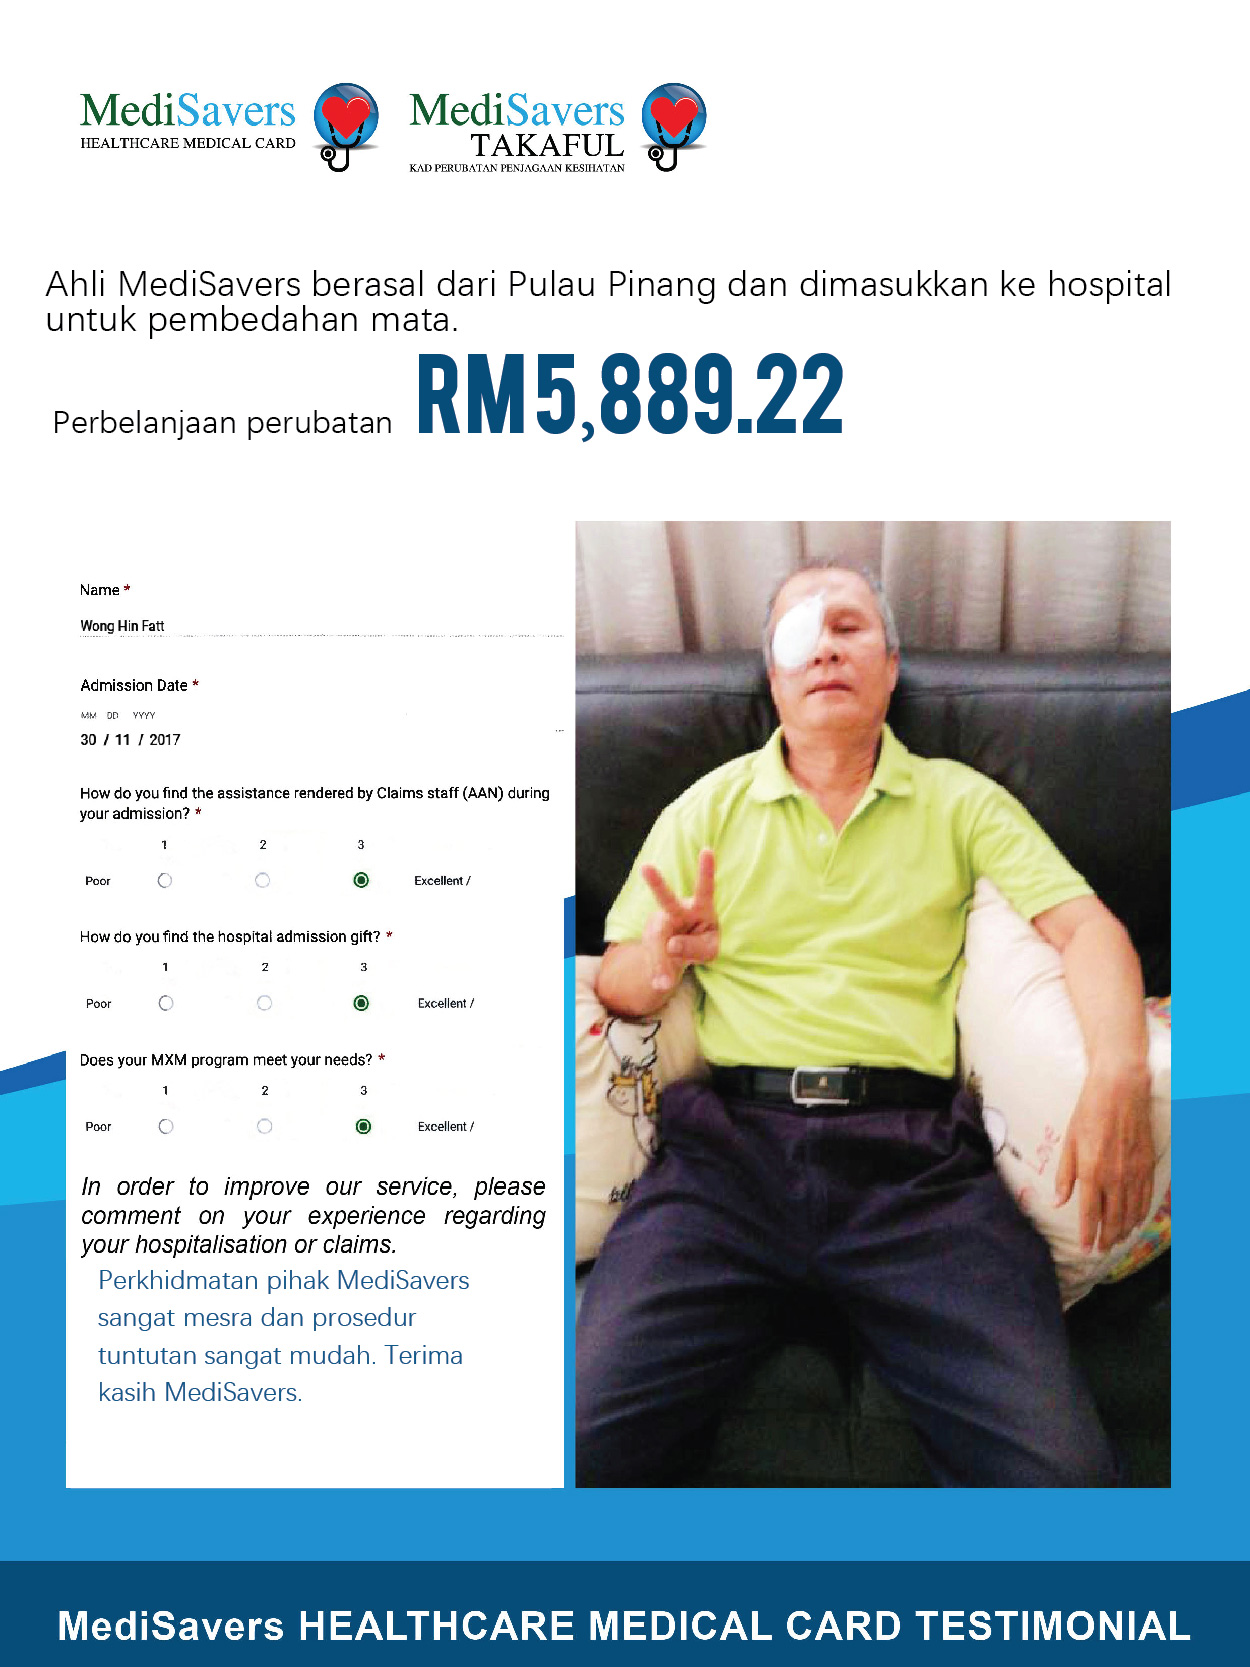 MediSavers
HEALTHCARE MEDICAL CARD
MediSavers
TAKAFUL
KAD PERUBATAN PENJAGAAN KESIHATAN
Ahli MediSavers berasal dari Pulau Pinang dan dimasukkan ke hospital
untuk pembedahan mata.
Perbelanjaan perubatan RM5,889.22
Name *
Wong Hin Fatt
Admission Date *
MM DD YYYY
30 / 11 / 2017
How do you find the assistance rendered by Claims staff (AAN) during
your admission? *
1 2 3
Poor Excellent /
How do you find the hospital admission gift? *
1 2 3
Poor Excellent /
Does your MXM program meet your needs? *
1 2 3
Poor Excellent /
In order to improve our service, please
comment on your experience regarding
your hospitalisation or claims.
Perkhidmatan pihak MediSavers
sangat mesra dan prosedur
tuntutan sangat mudah. Terima
kasih MediSavers.
Love
MediSavers HEALTHCARE MEDICAL CARD TESTIMONIAL